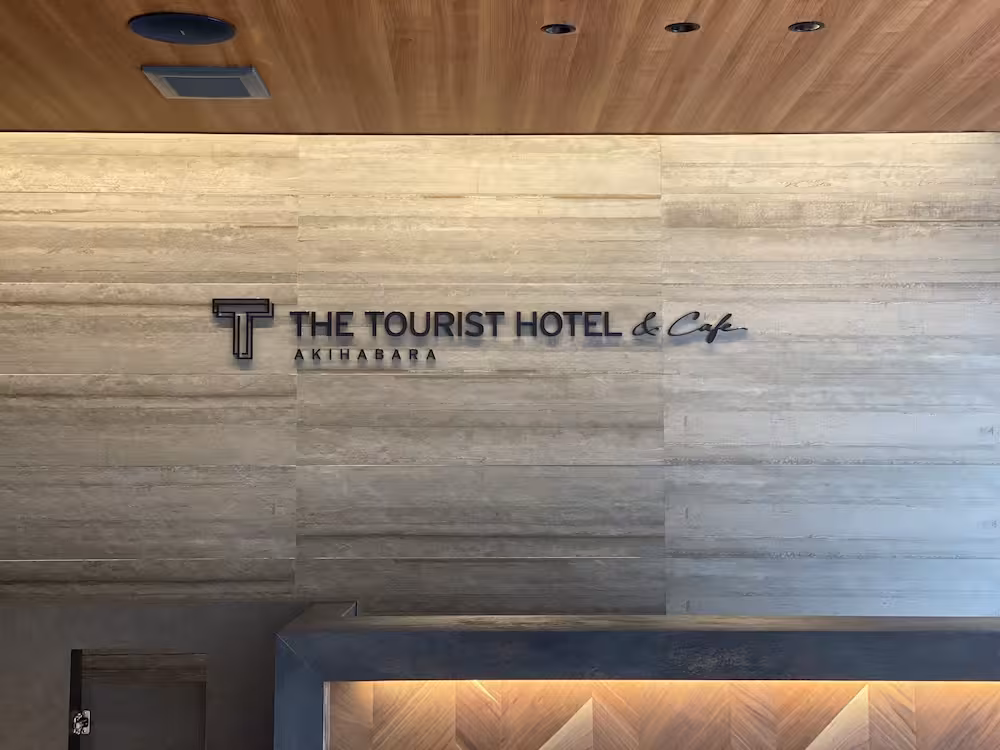 T THE TOURIST HOTEL & Cafe
AKIHABARA